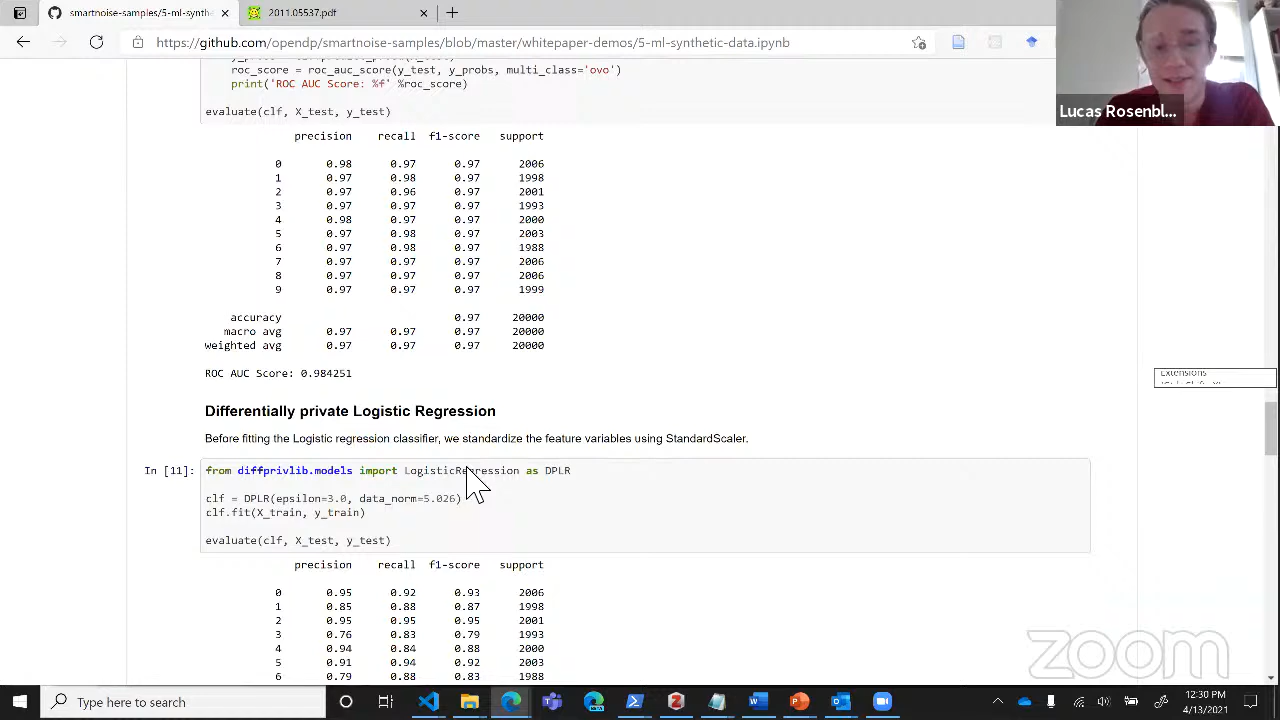 smartnoise-samples/5-ml-synth
2011.05537.pdf
https://github.com/opendp/smartnoise-samples/blob/master/whitepaper-demos/5-ml-synthetic-data.ipynb
roc_score = roc_auc_score(y_test, y_probs, multi_class='ovo')
print('ROC AUC Score: %f' %roc_score)
evaluate(clf, X_test, y_test)
precision recall f1-score support
0 0.98 0.97 0.97 2006
1 0.97 0.98 0.97 1998
2 0.97 0.96 0.97 2001
3 0.97 0.97 0.97 1993
4 0.98 0.97 0.97 2000
5 0.97 0.98 0.97 2003
6 0.97 0.98 0.97 1988
7 0.97 0.97 0.97 2006
8 0.97 0.97 0.97 2006
9 0.97 0.97 0.97 1999
accuracy 0.97 20000
macro avg 0.97 0.97 0.97 20000
weighted avg 0.97 0.97 0.97 20000
ROC AUC Score: 0.984251
Differentially private Logistic Regression
Before fitting the Logistic regression classifier, we standardize the feature variables using StandardScaler.
In [11]: from diffprivlib.models import LogisticRegression as DPLR
clf = DPLR(epsilon=3.0, data_norm=5.026)
clf.fit(X_train, y_train)
evaluate(clf, X_test, y_test)
precision recall f1-score support
0 0.95 0.92 0.93 2006
1 0.85 0.88 0.87 1998
2 0.95 0.95 0.95 2001
3 0.76 0.83 0.79 1993
4 0.94 0.84 0.88 2000
5 0.91 0.94 0.92 2003
6 0.79 0.88 0.83 1988
Lucas Rosenbl...
Extensions
zoom
Type here to search
12:30 PM
4/13/2021